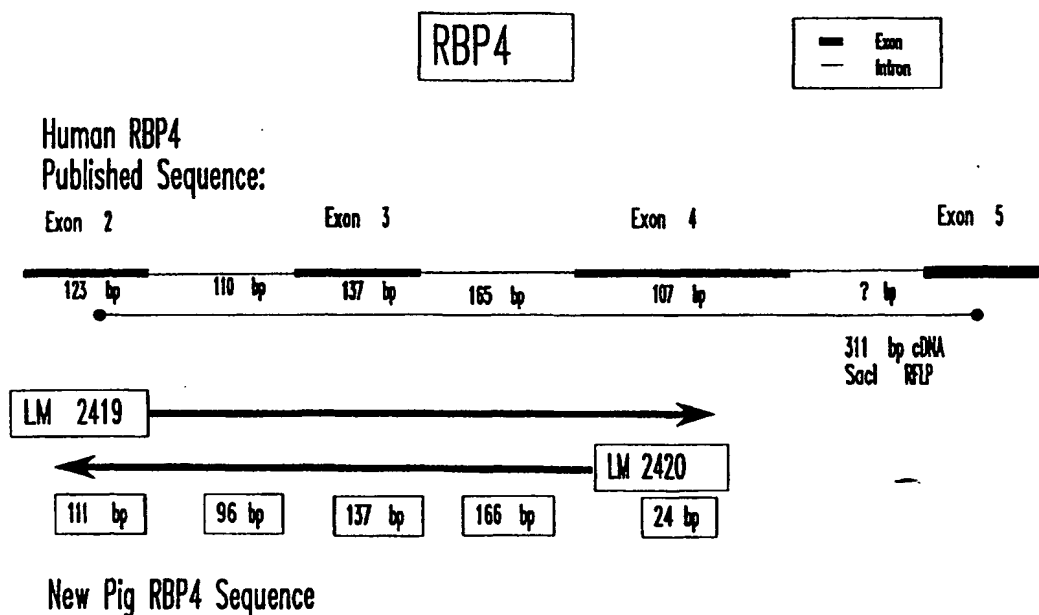 RBP4
Exon
Intron
Human RBP4
Published Sequence:
Exon 2
Exon 3
Exon 4
Exon 5
123 bp
110 bp
137 bp
165 bp
107 bp
? bp
311 bp cDNA
SacI RFLP
LM 2419
LM 2420
111 bp
96 bp
137 bp
166 bp
24 bp
New Pig RBP4 Sequence